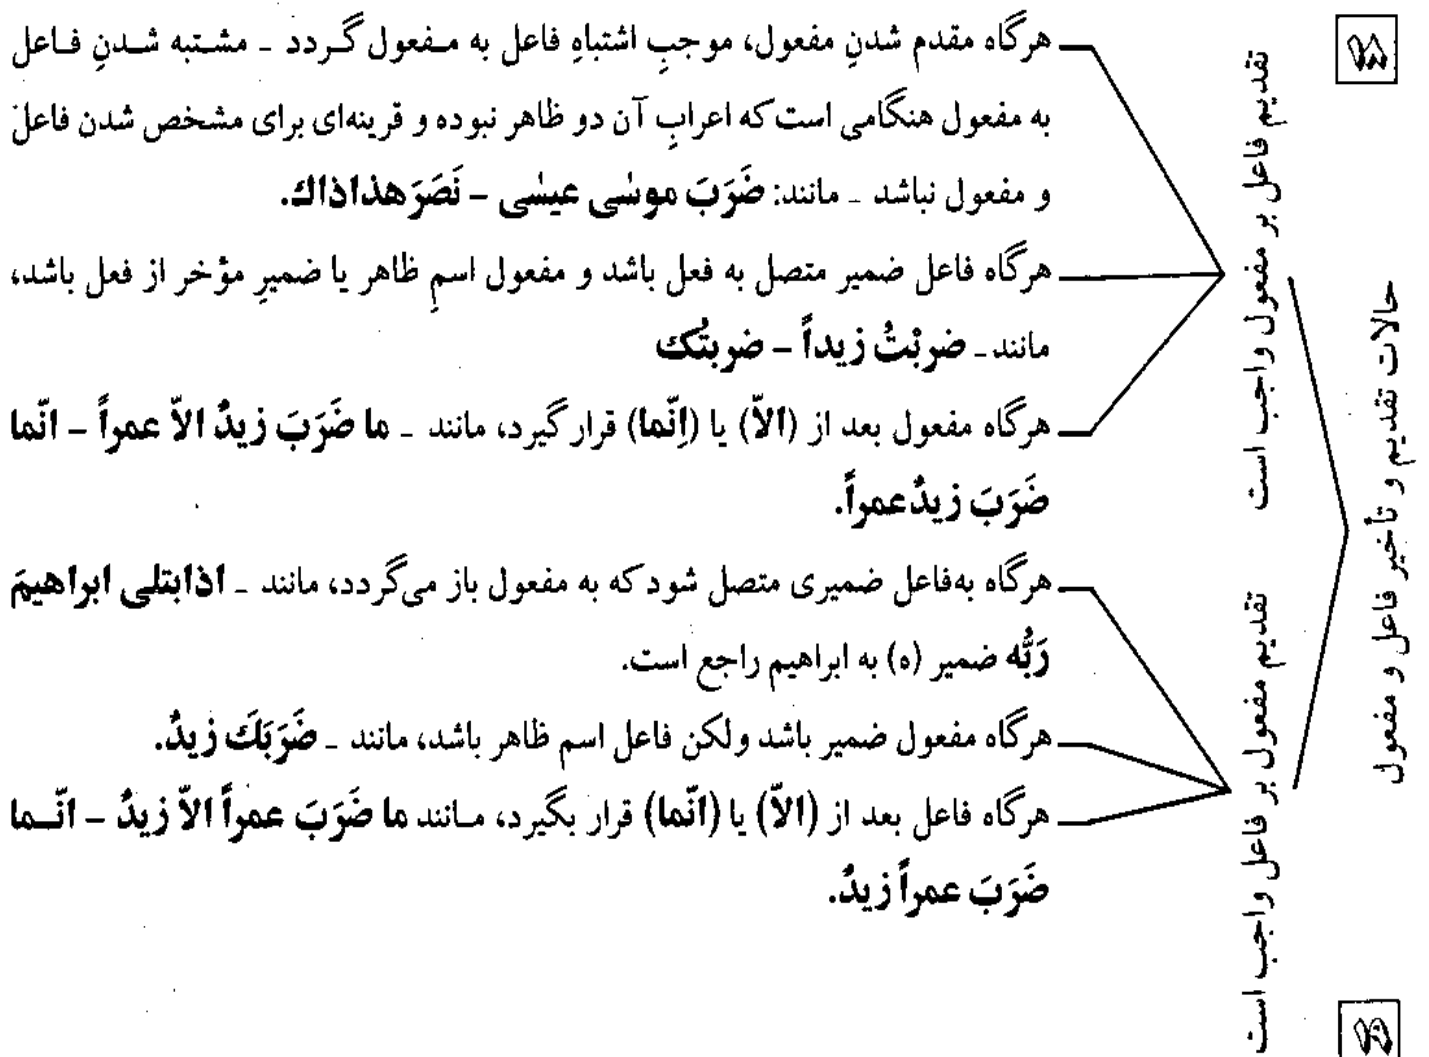 ۱۸
حالات تقدیم و تأخیر فاعل و مفعول
تقدیم فاعل بر مفعول واجب است
هرگاه مقدم شدنِ مفعول، موجبِ اشتباهِ فاعل به مفعول گردد - مشتبه شدنِ فاعل
به مفعول هنگامی است که اعرابِ آن دو ظاهر نبوده و قرینه‌ای برای مشخص شدن فاعل
و مفعول نباشد - مانند: ضَرَبَ موسٰی عیسٰی - نَصَرَ هذا ذاك.
هرگاه فاعل ضمیر متصل به فعل باشد و مفعول اسمِ ظاهر یا ضمیرِ مؤخر از فعل باشد،
مانند - ضربْتُ زیداً - ضربتُك
هرگاه مفعول بعد از (الاّ) یا (اِنّما) قرار گیرد، مانند - ما ضَرَبَ زیدٌ الاّ عمراً - انّما
ضَرَبَ زیدٌ عمراً.
تقدیم مفعول بر فاعل واجب است
هرگاه به‌فاعل ضمیری متصل شود که به مفعول باز می‌گردد، مانند - اذابتلی ابراهیمَ
رَبُّه ضمیر (ه) به ابراهیم راجع است.
هرگاه مفعول ضمیر باشد ولکن فاعل اسم ظاهر باشد، مانند - ضَرَبَكَ زیدٌ.
هرگاه فاعل بعد از (الاّ) یا (انّما) قرار بگیرد، مانند ما ضَرَبَ عمراً الاّ زیدٌ - انّما
ضَرَبَ عمراً زیدٌ.
۱۹